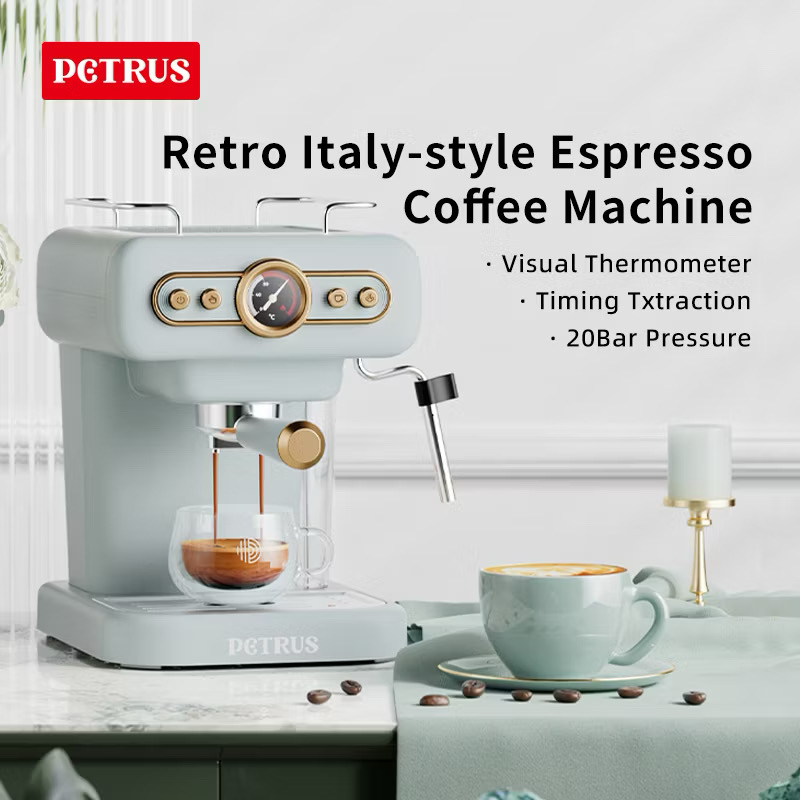 PETRUS
Retro Italy-style Espresso
Coffee Machine
· Visual Thermometer
· Timing Txtraction
· 20Bar Pressure
°C
PETRUS